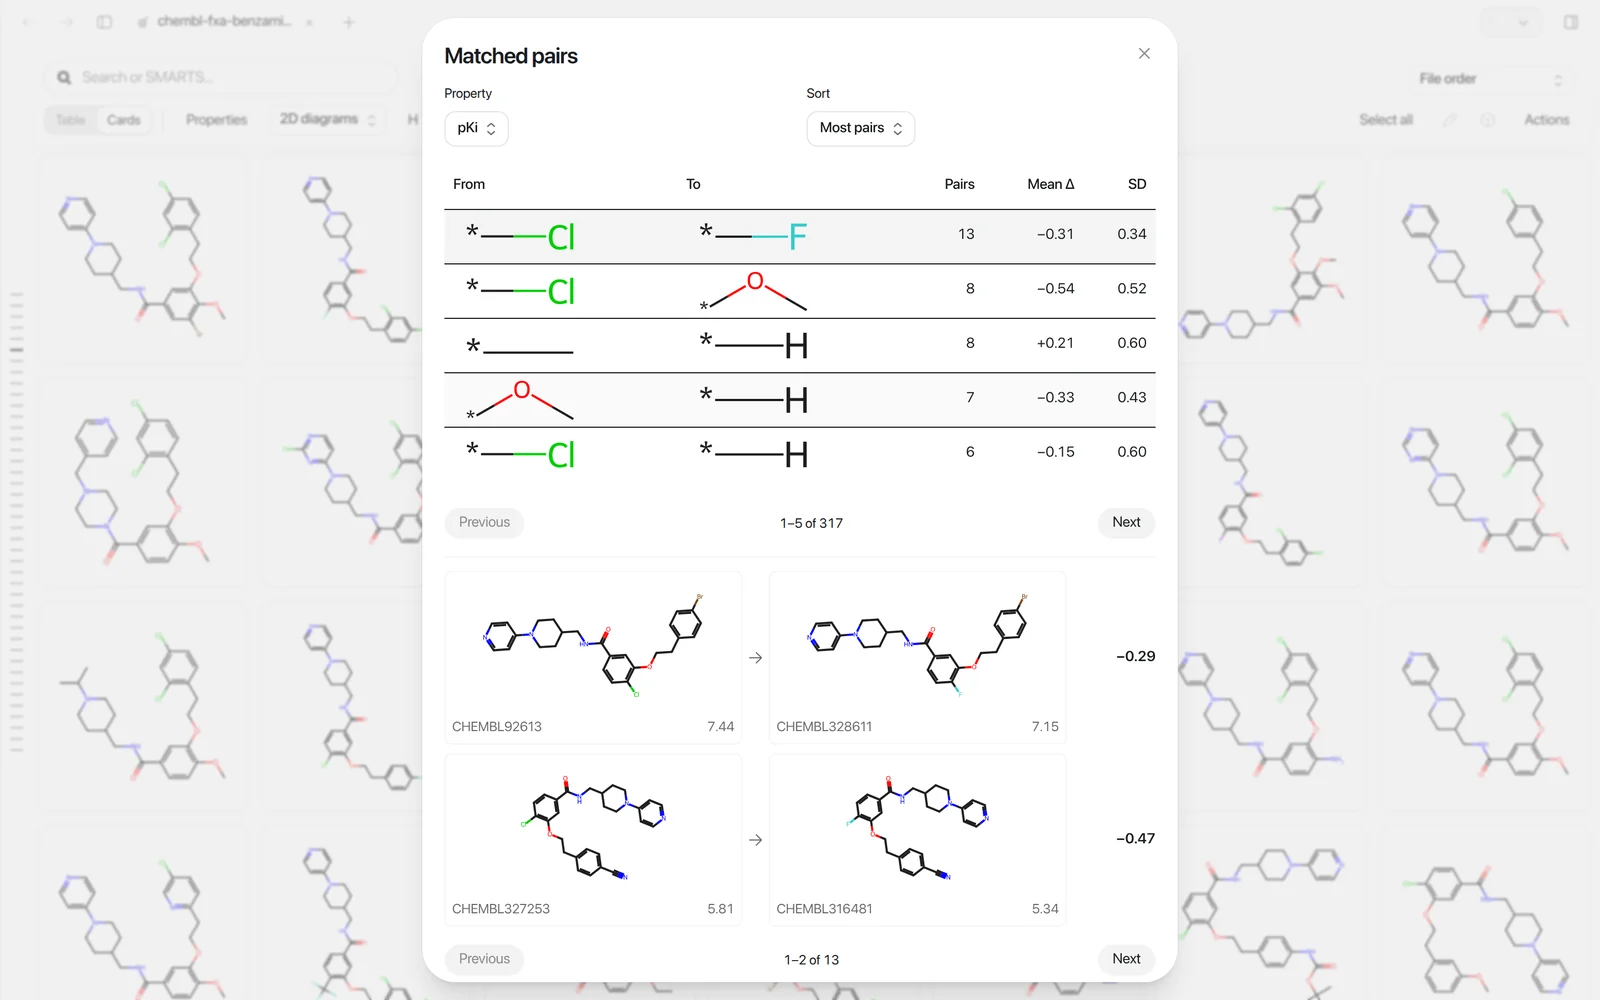 chembl-fxa-benzami...
Search or SMARTS...
File order
Table Cards Properties 2D diagrams H
Select all Actions
Matched pairs
Property Sort
pKi Most pairs
From To Pairs Mean Δ SD
*Cl *F 13 −0.31 0.34
*Cl *O 8 −0.54 0.52
* *H 8 +0.21 0.60
*O *H 7 −0.33 0.43
*Cl *H 6 −0.15 0.60
Previous 1–5 of 317 Next
CHEMBL92613 7.44
CHEMBL328611 7.15
−0.29
CHEMBL327253 5.81
CHEMBL316481 5.34
−0.47
Previous 1–2 of 13 Next